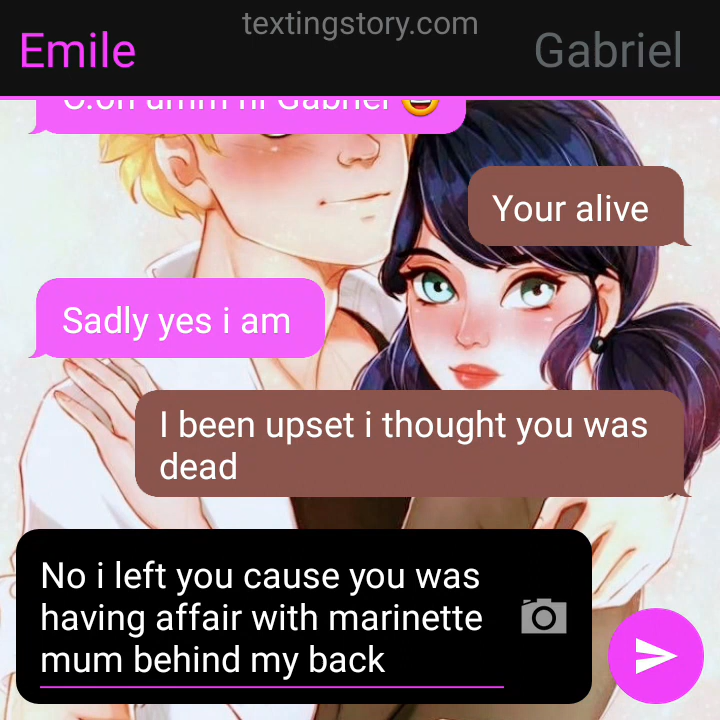 textingstory.com
Emile
Gabriel
Gabriel
Your alive
Sadly yes i am
I been upset i thought you was
dead
No i left you cause you was
having affair with marinette
mum behind my back